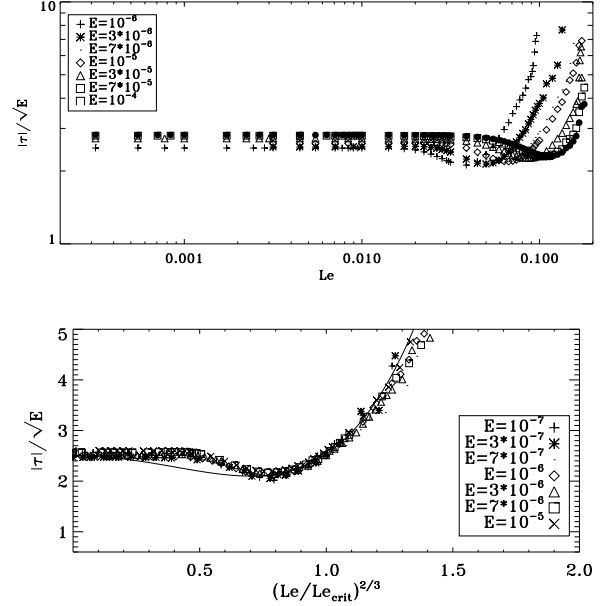 10
|τ|/√E
1
E=10⁻⁶
E=3*10⁻⁶
E=7*10⁻⁶
E=10⁻⁵
E=3*10⁻⁵
E=7*10⁻⁵
E=10⁻⁴
0.001 0.010 0.100
Le
5
4
3
2
1
|τ|/√E
E=10⁻⁷
E=3*10⁻⁷
E=7*10⁻⁷
E=10⁻⁶
E=3*10⁻⁶
E=7*10⁻⁶
E=10⁻⁵
0.5 1.0 1.5 2.0
(Le/Le_crit)^2/3